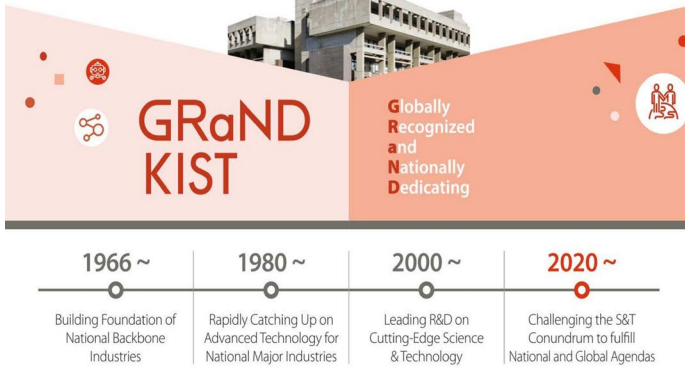 GRaND
KIST
Globally
Recognized
and
Nationally
Dedicating
1966 ~
Building Foundation of
National Backbone
Industries
1980 ~
Rapidly Catching Up on
Advanced Technology for
National Major Industries
2000 ~
Leading R&D on
Cutting-Edge Science
& Technology
2020 ~
Challenging the S&T
Conundrum to fulfill
National and Global Agendas